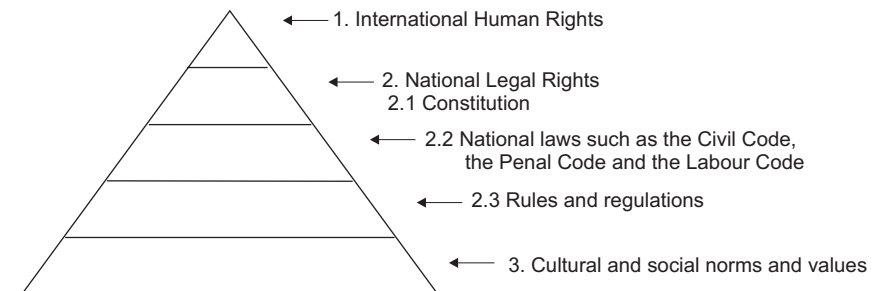 1. International Human Rights
2. National Legal Rights
2.1 Constitution
2.2 National laws such as the Civil Code,
the Penal Code and the Labour Code
2.3 Rules and regulations
3. Cultural and social norms and values